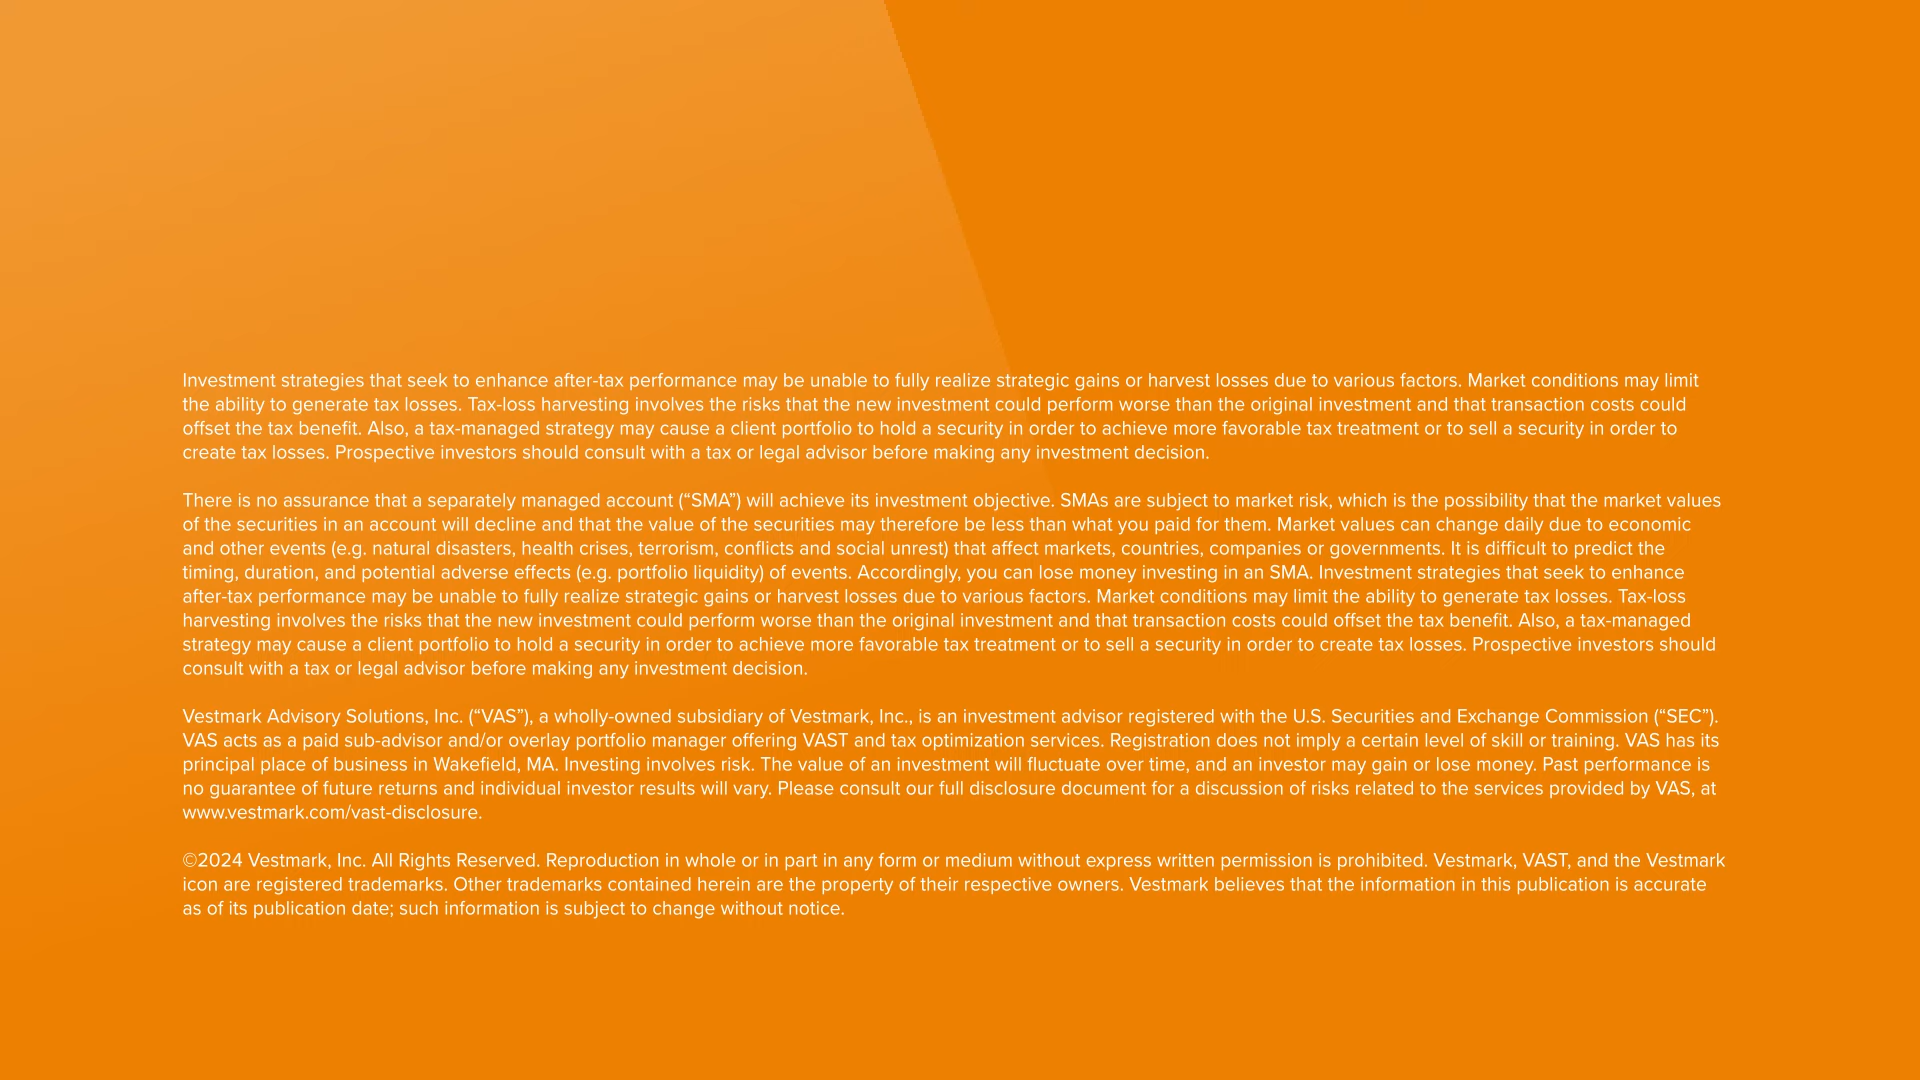 Investment strategies that seek to enhance after-tax performance may be unable to fully realize strategic gains or harvest losses due to various factors. Market conditions may limit
the ability to generate tax losses. Tax-loss harvesting involves the risks that the new investment could perform worse than the original investment and that transaction costs could
offset the tax benefit. Also, a tax-managed strategy may cause a client portfolio to hold a security in order to achieve more favorable tax treatment or to sell a security in order to
create tax losses. Prospective investors should consult with a tax or legal advisor before making any investment decision.
There is no assurance that a separately managed account (“SMA”) will achieve its investment objective. SMAs are subject to market risk, which is the possibility that the market values
of the securities in an account will decline and that the value of the securities may therefore be less than what you paid for them. Market values can change daily due to economic
and other events (e.g. natural disasters, health crises, terrorism, conflicts and social unrest) that affect markets, countries, companies or governments. It is difficult to predict the
timing, duration, and potential adverse effects (e.g. portfolio liquidity) of events. Accordingly, you can lose money investing in an SMA. Investment strategies that seek to enhance
after-tax performance may be unable to fully realize strategic gains or harvest losses due to various factors. Market conditions may limit the ability to generate tax losses. Tax-loss
harvesting involves the risks that the new investment could perform worse than the original investment and that transaction costs could offset the tax benefit. Also, a tax-managed
strategy may cause a client portfolio to hold a security in order to achieve more favorable tax treatment or to sell a security in order to create tax losses. Prospective investors should
consult with a tax or legal advisor before making any investment decision.
Vestmark Advisory Solutions, Inc. (“VAS”), a wholly-owned subsidiary of Vestmark, Inc., is an investment advisor registered with the U.S. Securities and Exchange Commission (“SEC”).
VAS acts as a paid sub-advisor and/or overlay portfolio manager offering VAST and tax optimization services. Registration does not imply a certain level of skill or training. VAS has its
principal place of business in Wakefield, MA. Investing involves risk. The value of an investment will fluctuate over time, and an investor may gain or lose money. Past performance is
no guarantee of future returns and individual investor results will vary. Please consult our full disclosure document for a discussion of risks related to the services provided by VAS, at
www.vestmark.com/vast-disclosure.
©2024 Vestmark, Inc. All Rights Reserved. Reproduction in whole or in part in any form or medium without express written permission is prohibited. Vestmark, VAST, and the Vestmark
icon are registered trademarks. Other trademarks contained herein are the property of their respective owners. Vestmark believes that the information in this publication is accurate
as of its publication date; such information is subject to change without notice.